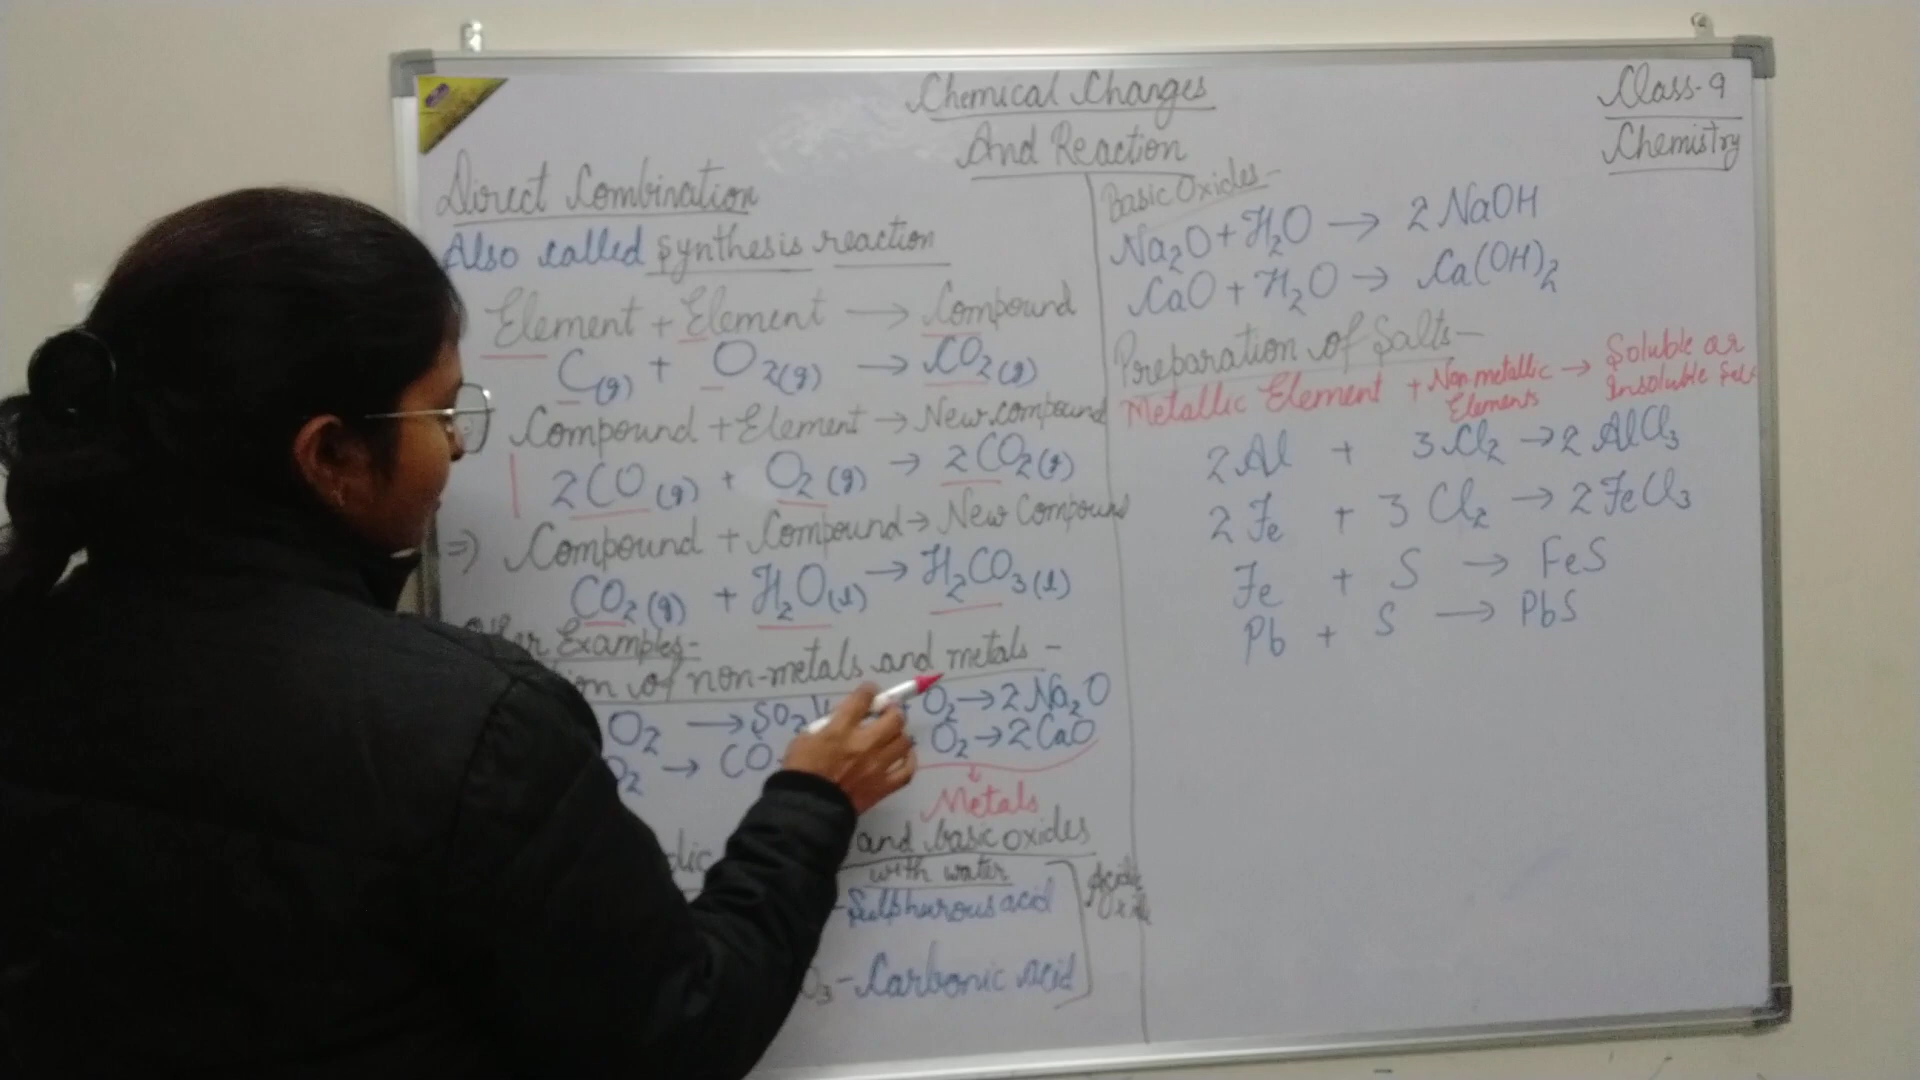 Chemical Changes
And Reaction
Class-9
Chemistry
Direct Combination
Also called synthesis reaction
Element + Element → Compound
C(g) + O2(g) → CO2(g)
Compound + Element → New compound
2CO(g) + O2(g) → 2CO2(g)
⇒) Compound + Compound → New Compound
CO2(g) + H2O(l) → H2CO3(l)
Other Examples-
of non-metals and metals -
O2 → SO2 + O2 → 2Na2O
O2 → CO + O2 → 2CaO
Metals
and basic oxides
with water
-Sulphurous acid
O3-Carbonic acid
Basic Oxides-
Na2O + H2O → 2NaOH
CaO + H2O → Ca(OH)2
Preparation of Salts-
Metallic Element + Non metallic Elements → Soluble or Insoluble
2Al + 3Cl2 → 2AlCl3
2Fe + 3Cl2 → 2FeCl3
Fe + S → FeS
Pb + S → PbS